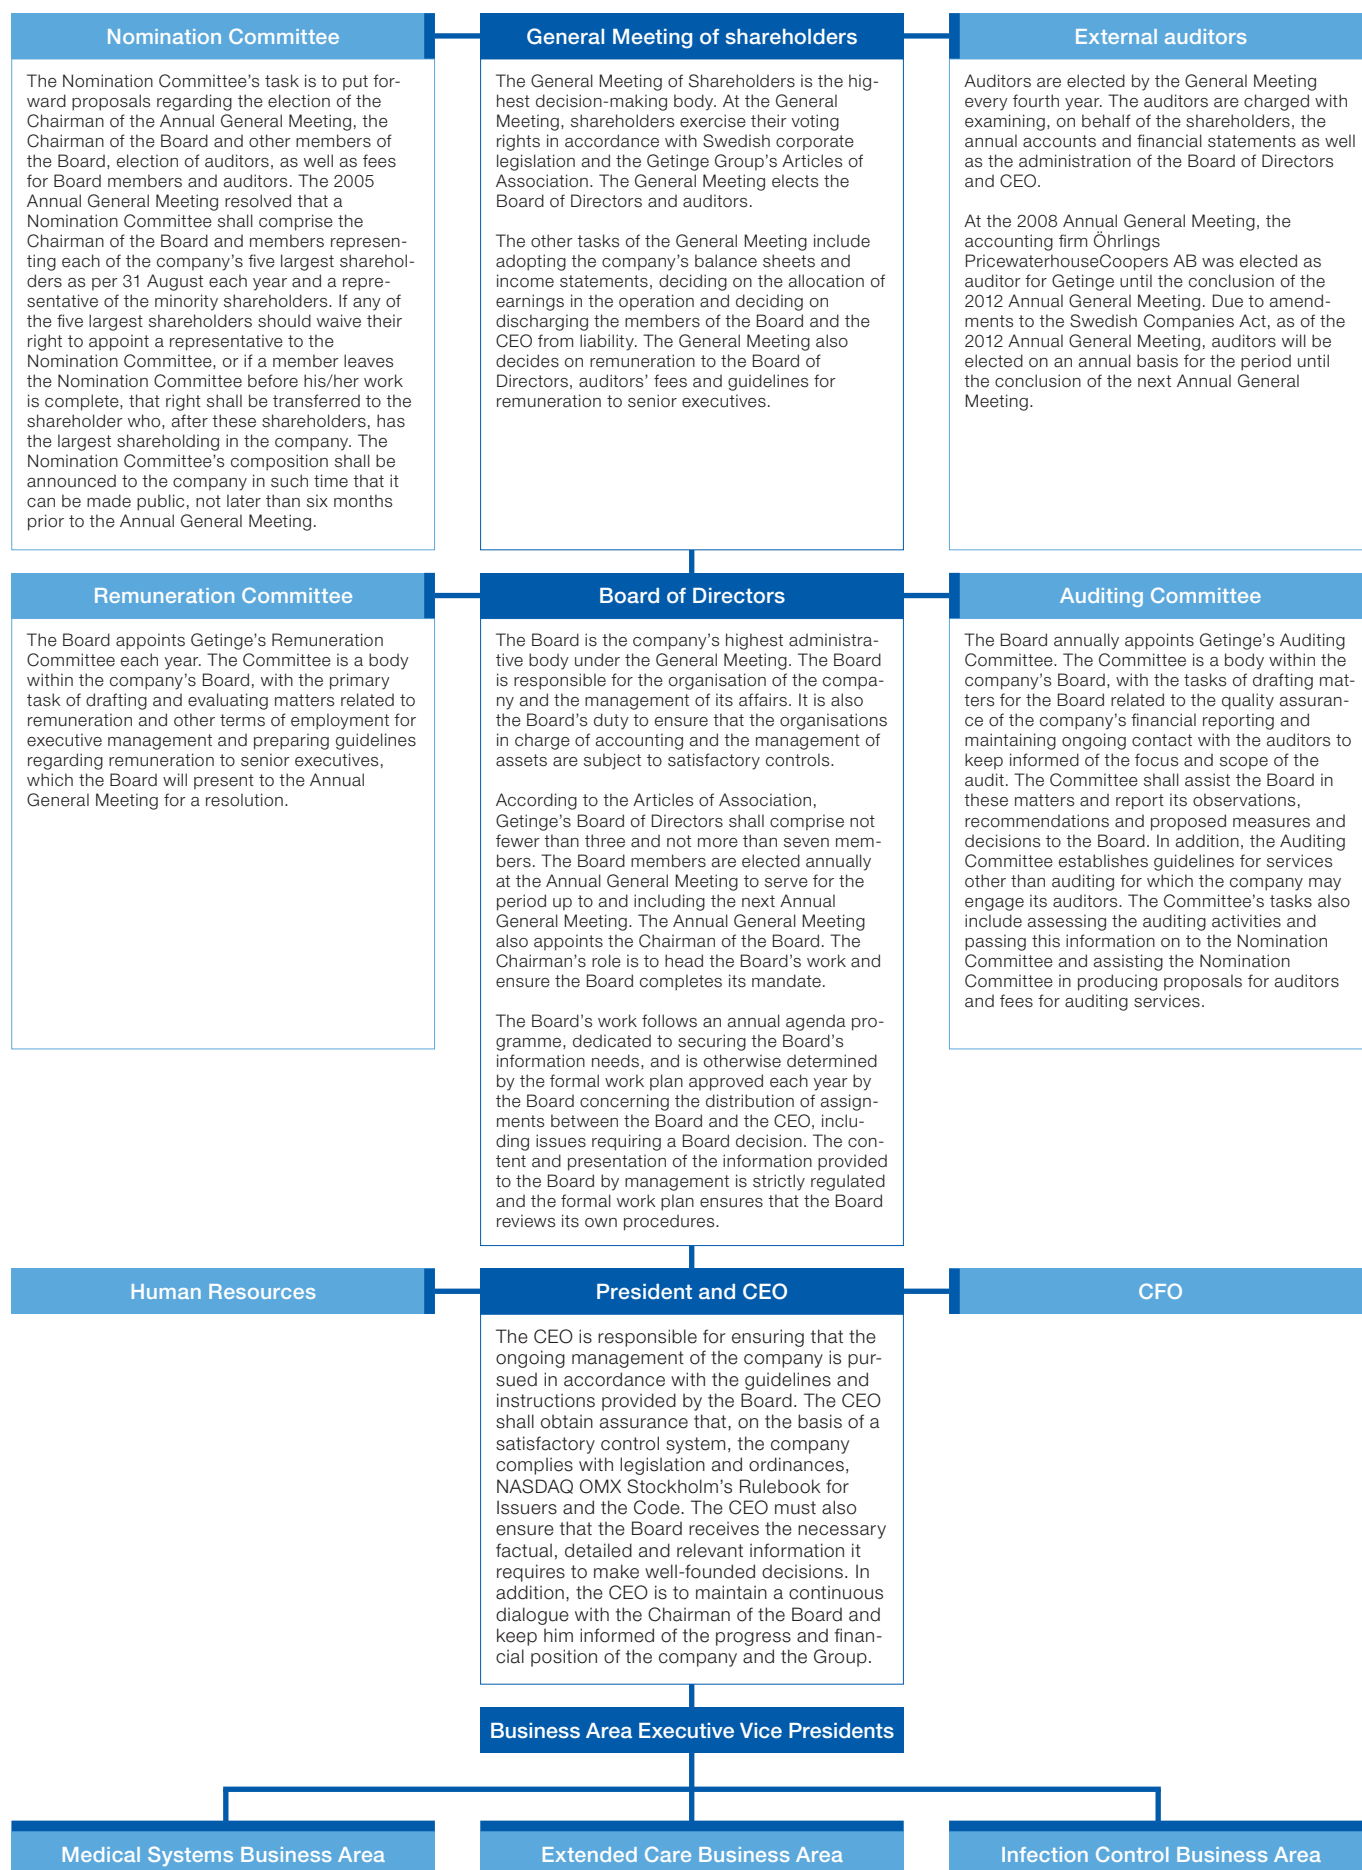 Nomination Committee
The Nomination Committee's task is to put for-
ward proposals regarding the election of the
Chairman of the Annual General Meeting, the
Chairman of the Board and other members of
the Board, election of auditors, as well as fees
for Board members and auditors. The 2005
Annual General Meeting resolved that a
Nomination Committee shall comprise the
Chairman of the Board and members represen-
ting each of the company's five largest sharehol-
ders as per 31 August each year and a repre-
sentative of the minority shareholders. If any of
the five largest shareholders should waive their
right to appoint a representative to the
Nomination Committee, or if a member leaves
the Nomination Committee before his/her work
is complete, that right shall be transferred to the
shareholder who, after these shareholders, has
the largest shareholding in the company. The
Nomination Committee's composition shall be
announced to the company in such time that it
can be made public, not later than six months
prior to the Annual General Meeting.
General Meeting of shareholders
The General Meeting of Shareholders is the hig-
hest decision-making body. At the General
Meeting, shareholders exercise their voting
rights in accordance with Swedish corporate
legislation and the Getinge Group's Articles of
Association. The General Meeting elects the
Board of Directors and auditors.
The other tasks of the General Meeting include
adopting the company's balance sheets and
income statements, deciding on the allocation of
earnings in the operation and deciding on
discharging the members of the Board and the
CEO from liability. The General Meeting also
decides on remuneration to the Board of
Directors, auditors' fees and guidelines for
remuneration to senior executives.
External auditors
Auditors are elected by the General Meeting
every fourth year. The auditors are charged with
examining, on behalf of the shareholders, the
annual accounts and financial statements as well
as the administration of the Board of Directors
and CEO.
At the 2008 Annual General Meeting, the
accounting firm Öhrlings
PricewaterhouseCoopers AB was elected as
auditor for Getinge until the conclusion of the
2012 Annual General Meeting. Due to amend-
ments to the Swedish Companies Act, as of the
2012 Annual General Meeting, auditors will be
elected on an annual basis for the period until
the conclusion of the next Annual General
Meeting.
Remuneration Committee
The Board appoints Getinge's Remuneration
Committee each year. The Committee is a body
within the company's Board, with the primary
task of drafting and evaluating matters related to
remuneration and other terms of employment for
executive management and preparing guidelines
regarding remuneration to senior executives,
which the Board will present to the Annual
General Meeting for a resolution.
Board of Directors
The Board is the company's highest administra-
tive body under the General Meeting. The Board
is responsible for the organisation of the compa-
ny and the management of its affairs. It is also
the Board's duty to ensure that the organisations
in charge of accounting and the management of
assets are subject to satisfactory controls.
According to the Articles of Association,
Getinge's Board of Directors shall comprise not
fewer than three and not more than seven mem-
bers. The Board members are elected annually
at the Annual General Meeting to serve for the
period up to and including the next Annual
General Meeting. The Annual General Meeting
also appoints the Chairman of the Board. The
Chairman's role is to head the Board's work and
ensure the Board completes its mandate.
The Board's work follows an annual agenda pro-
gramme, dedicated to securing the Board's
information needs, and is otherwise determined
by the formal work plan approved each year by
the Board concerning the distribution of assign-
ments between the Board and the CEO, inclu-
ding issues requiring a Board decision. The con-
tent and presentation of the information provided
to the Board by management is strictly regulated
and the formal work plan ensures that the Board
reviews its own procedures.
Auditing Committee
The Board annually appoints Getinge's Auditing
Committee. The Committee is a body within the
company's Board, with the tasks of drafting mat-
ters for the Board related to the quality assuran-
ce of the company's financial reporting and
maintaining ongoing contact with the auditors to
keep informed of the focus and scope of the
audit. The Committee shall assist the Board in
these matters and report its observations,
recommendations and proposed measures and
decisions to the Board. In addition, the Auditing
Committee establishes guidelines for services
other than auditing for which the company may
engage its auditors. The Committee's tasks also
include assessing the auditing activities and
passing this information on to the Nomination
Committee and assisting the Nomination
Committee in producing proposals for auditors
and fees for auditing services.
Human Resources
President and CEO
The CEO is responsible for ensuring that the
ongoing management of the company is pur-
sued in accordance with the guidelines and
instructions provided by the Board. The CEO
shall obtain assurance that, on the basis of a
satisfactory control system, the company
complies with legislation and ordinances,
NASDAQ OMX Stockholm's Rulebook for
Issuers and the Code. The CEO must also
ensure that the Board receives the necessary
factual, detailed and relevant information it
requires to make well-founded decisions. In
addition, the CEO is to maintain a continuous
dialogue with the Chairman of the Board and
keep him informed of the progress and finan-
cial position of the company and the Group.
CFO
Business Area Executive Vice Presidents
Medical Systems Business Area
Extended Care Business Area
Infection Control Business Area